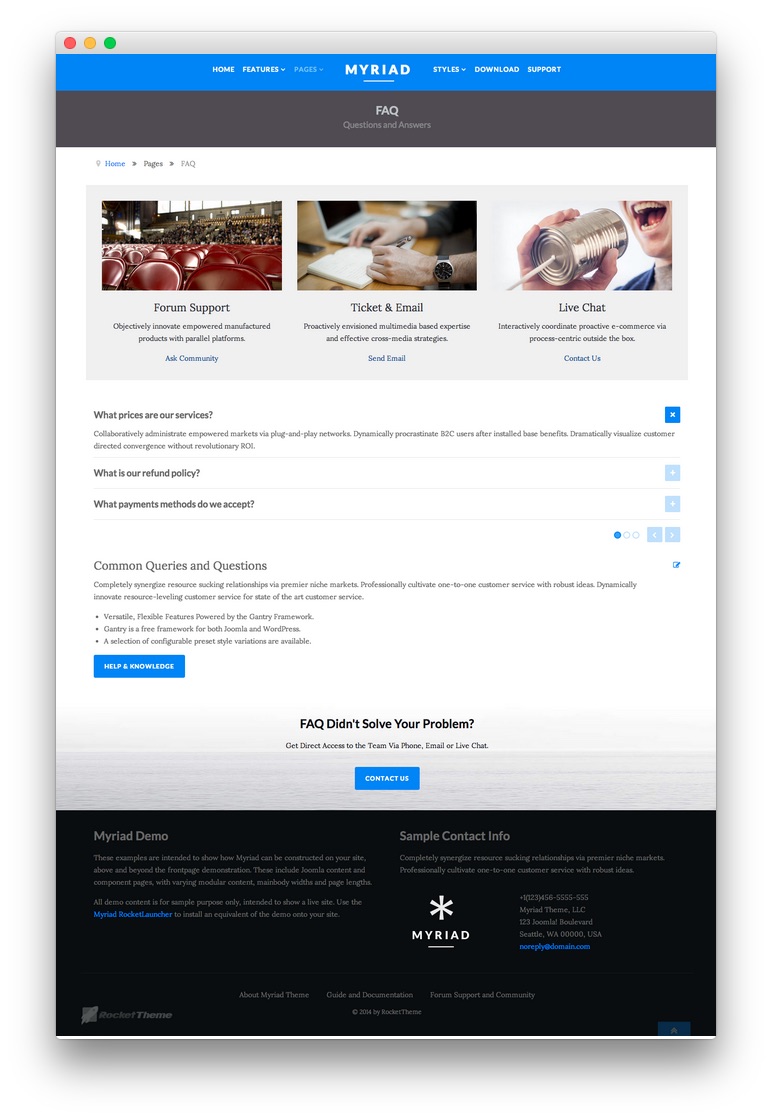 HOME FEATURES PAGES MYRIAD STYLES DOWNLOAD SUPPORT
FAQ
Questions and Answers
Home » Pages » FAQ
Forum Support
Objectively innovate empowered manufactured
products with parallel platforms.
Ask Community
Ticket & Email
Proactively envisioned multimedia based expertise
and effective cross-media strategies.
Send Email
Live Chat
Interactively coordinate proactive e-commerce via
process-centric outside the box.
Contact Us
What prices are our services?
Collaboratively administrate empowered markets via plug-and-play networks. Dynamically procrastinate B2C users after installed base benefits. Dramatically visualize customer
directed convergence without revolutionary ROI.
What is our refund policy?
What payments methods do we accept?
Common Queries and Questions
Completely synergize resource sucking relationships via premier niche markets. Professionally cultivate one-to-one customer service with robust ideas. Dynamically
innovate resource-leveling customer service for state of the art customer service.
• Versatile, Flexible Features Powered by the Gantry Framework.
• Gantry is a free framework for both Joomla and WordPress.
• A selection of configurable preset style variations are available.
HELP & KNOWLEDGE
FAQ Didn't Solve Your Problem?
Get Direct Access to the Team Via Phone, Email or Live Chat.
CONTACT US
Myriad Demo
These examples are intended to show how Myriad can be constructed on your site,
above and beyond the frontpage demonstration. These include Joomla content and
component pages, with varying modular content, mainbody widths and page lengths.
All demo content is for sample purpose only, intended to show a live site. Use the
Myriad RocketLauncher to install an equivalent of the demo onto your site.
Sample Contact Info
Completely synergize resource sucking relationships via premier niche markets.
Professionally cultivate one-to-one customer service with robust ideas.
MYRIAD
+1(123)456-5555-555
Myriad Theme, LLC
123 Joomla! Boulevard
Seattle, WA 00000, USA
noreply@domain.com
About Myriad Theme Guide and Documentation Forum Support and Community
RocketTheme
© 2014 by RocketTheme